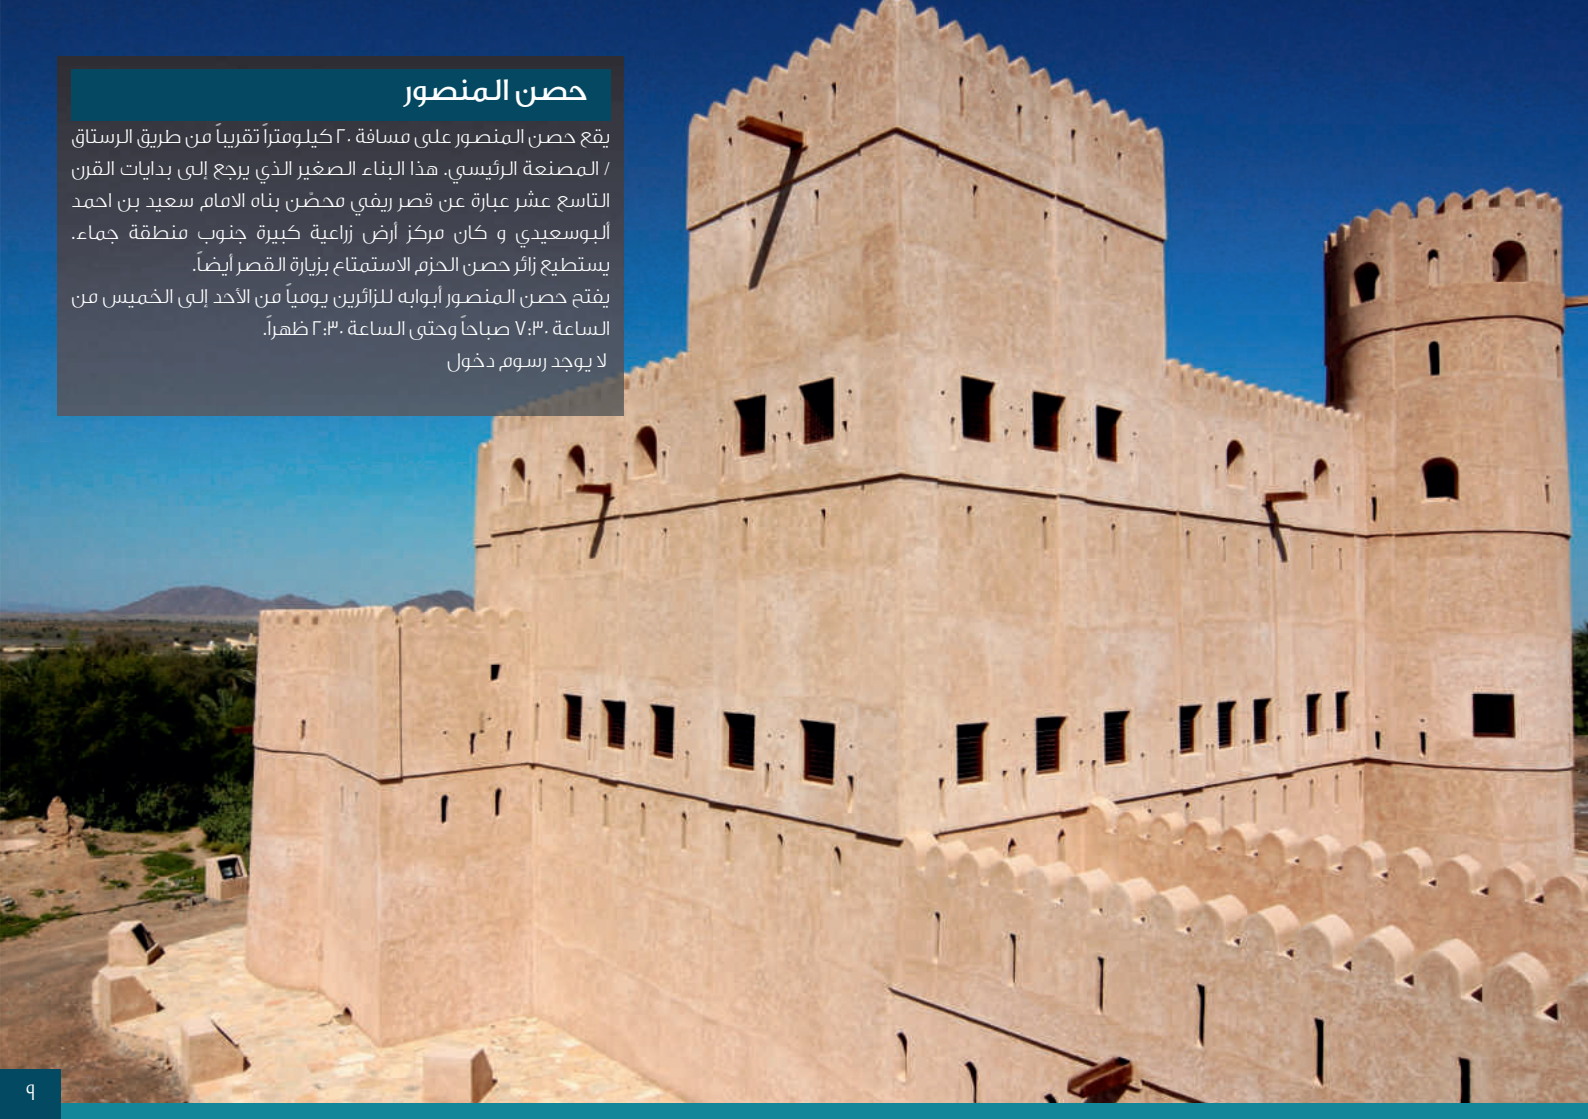 حصن المنصور
يقع حصن المنصور على مسافة ٢٠ كيلومتراً تقريباً من طريق الرستاق
/ المصنعة الرئيسي. هذا البناء الصغير الذي يرجع إلى بدايات القرن
التاسع عشر عبارة عن قصر ريفي محصّن بناه الامام سعيد بن احمد
ألبوسعيدي و كان مركز أرض زراعية كبيرة جنوب منطقة جماء.
يستطيع زائر حصن الحزم الاستمتاع بزيارة القصر أيضاً.
يفتح حصن المنصور أبوابه للزائرين يومياً من الأحد إلى الخميس من
الساعة ٧:٣٠ صباحاً وحتى الساعة ٢:٣٠ ظهراً.
لا يوجد رسوم دخول
٩